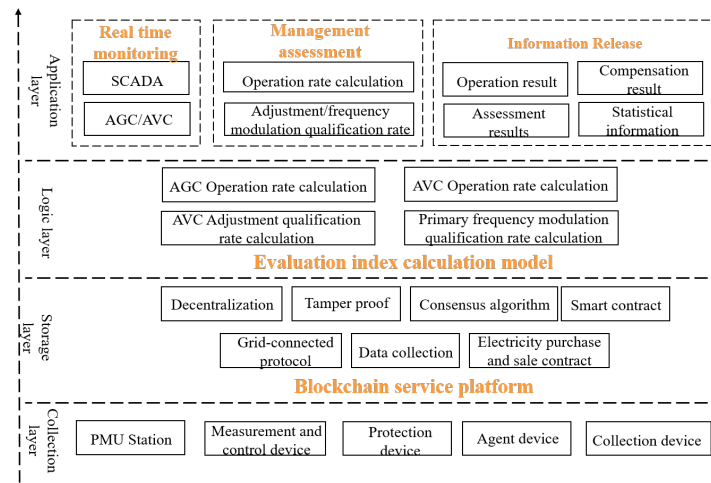 Application
layer
Real time
monitoring
SCADA
AGC/AVC
Management
assessment
Operation rate calculation
Adjustment/frequency
modulation qualification rate
Information Release
Operation result
Compensation
result
Assessment
results
Statistical
information
Logic layer
AGC Operation rate calculation
AVC Operation rate calculation
AVC Adjustment qualification
rate calculation
Primary frequency modulation
qualification rate calculation
Evaluation index calculation model
Storage
layer
Decentralization
Tamper proof
Consensus algorithm
Smart contract
Grid-connected
protocol
Data collection
Electricity purchase
and sale contract
Blockchain service platform
Collection
layer
PMU Station
Measurement and
control device
Protection
device
Agent device
Collection device